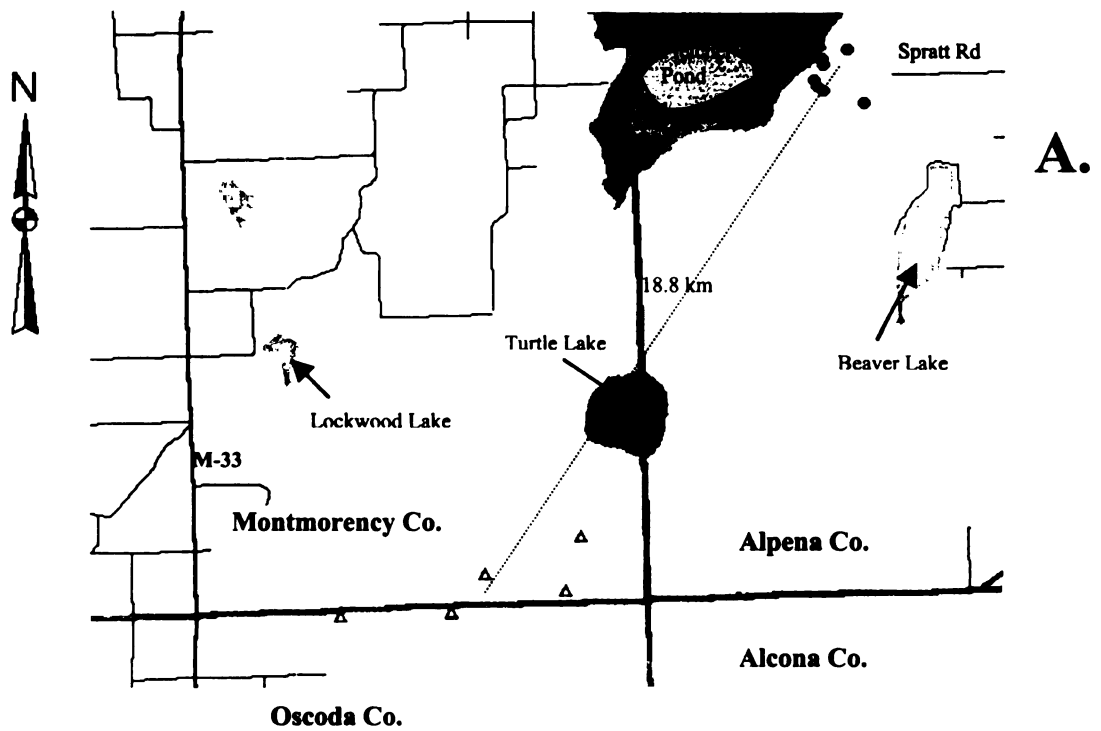 N
Pond
Spratt Rd
A.
18.8 km
Turtle Lake
Beaver Lake
Lockwood Lake
M-33
Montmorency Co.
Alpena Co.
Alcona Co.
Oscoda Co.